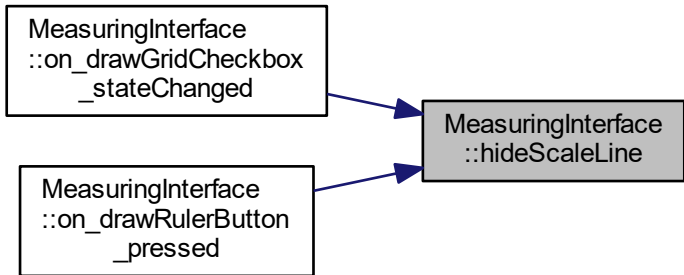 MeasuringInterface
::on_drawGridCheckbox
_stateChanged
MeasuringInterface
::hideScaleLine
MeasuringInterface
::on_drawRulerButton
_pressed